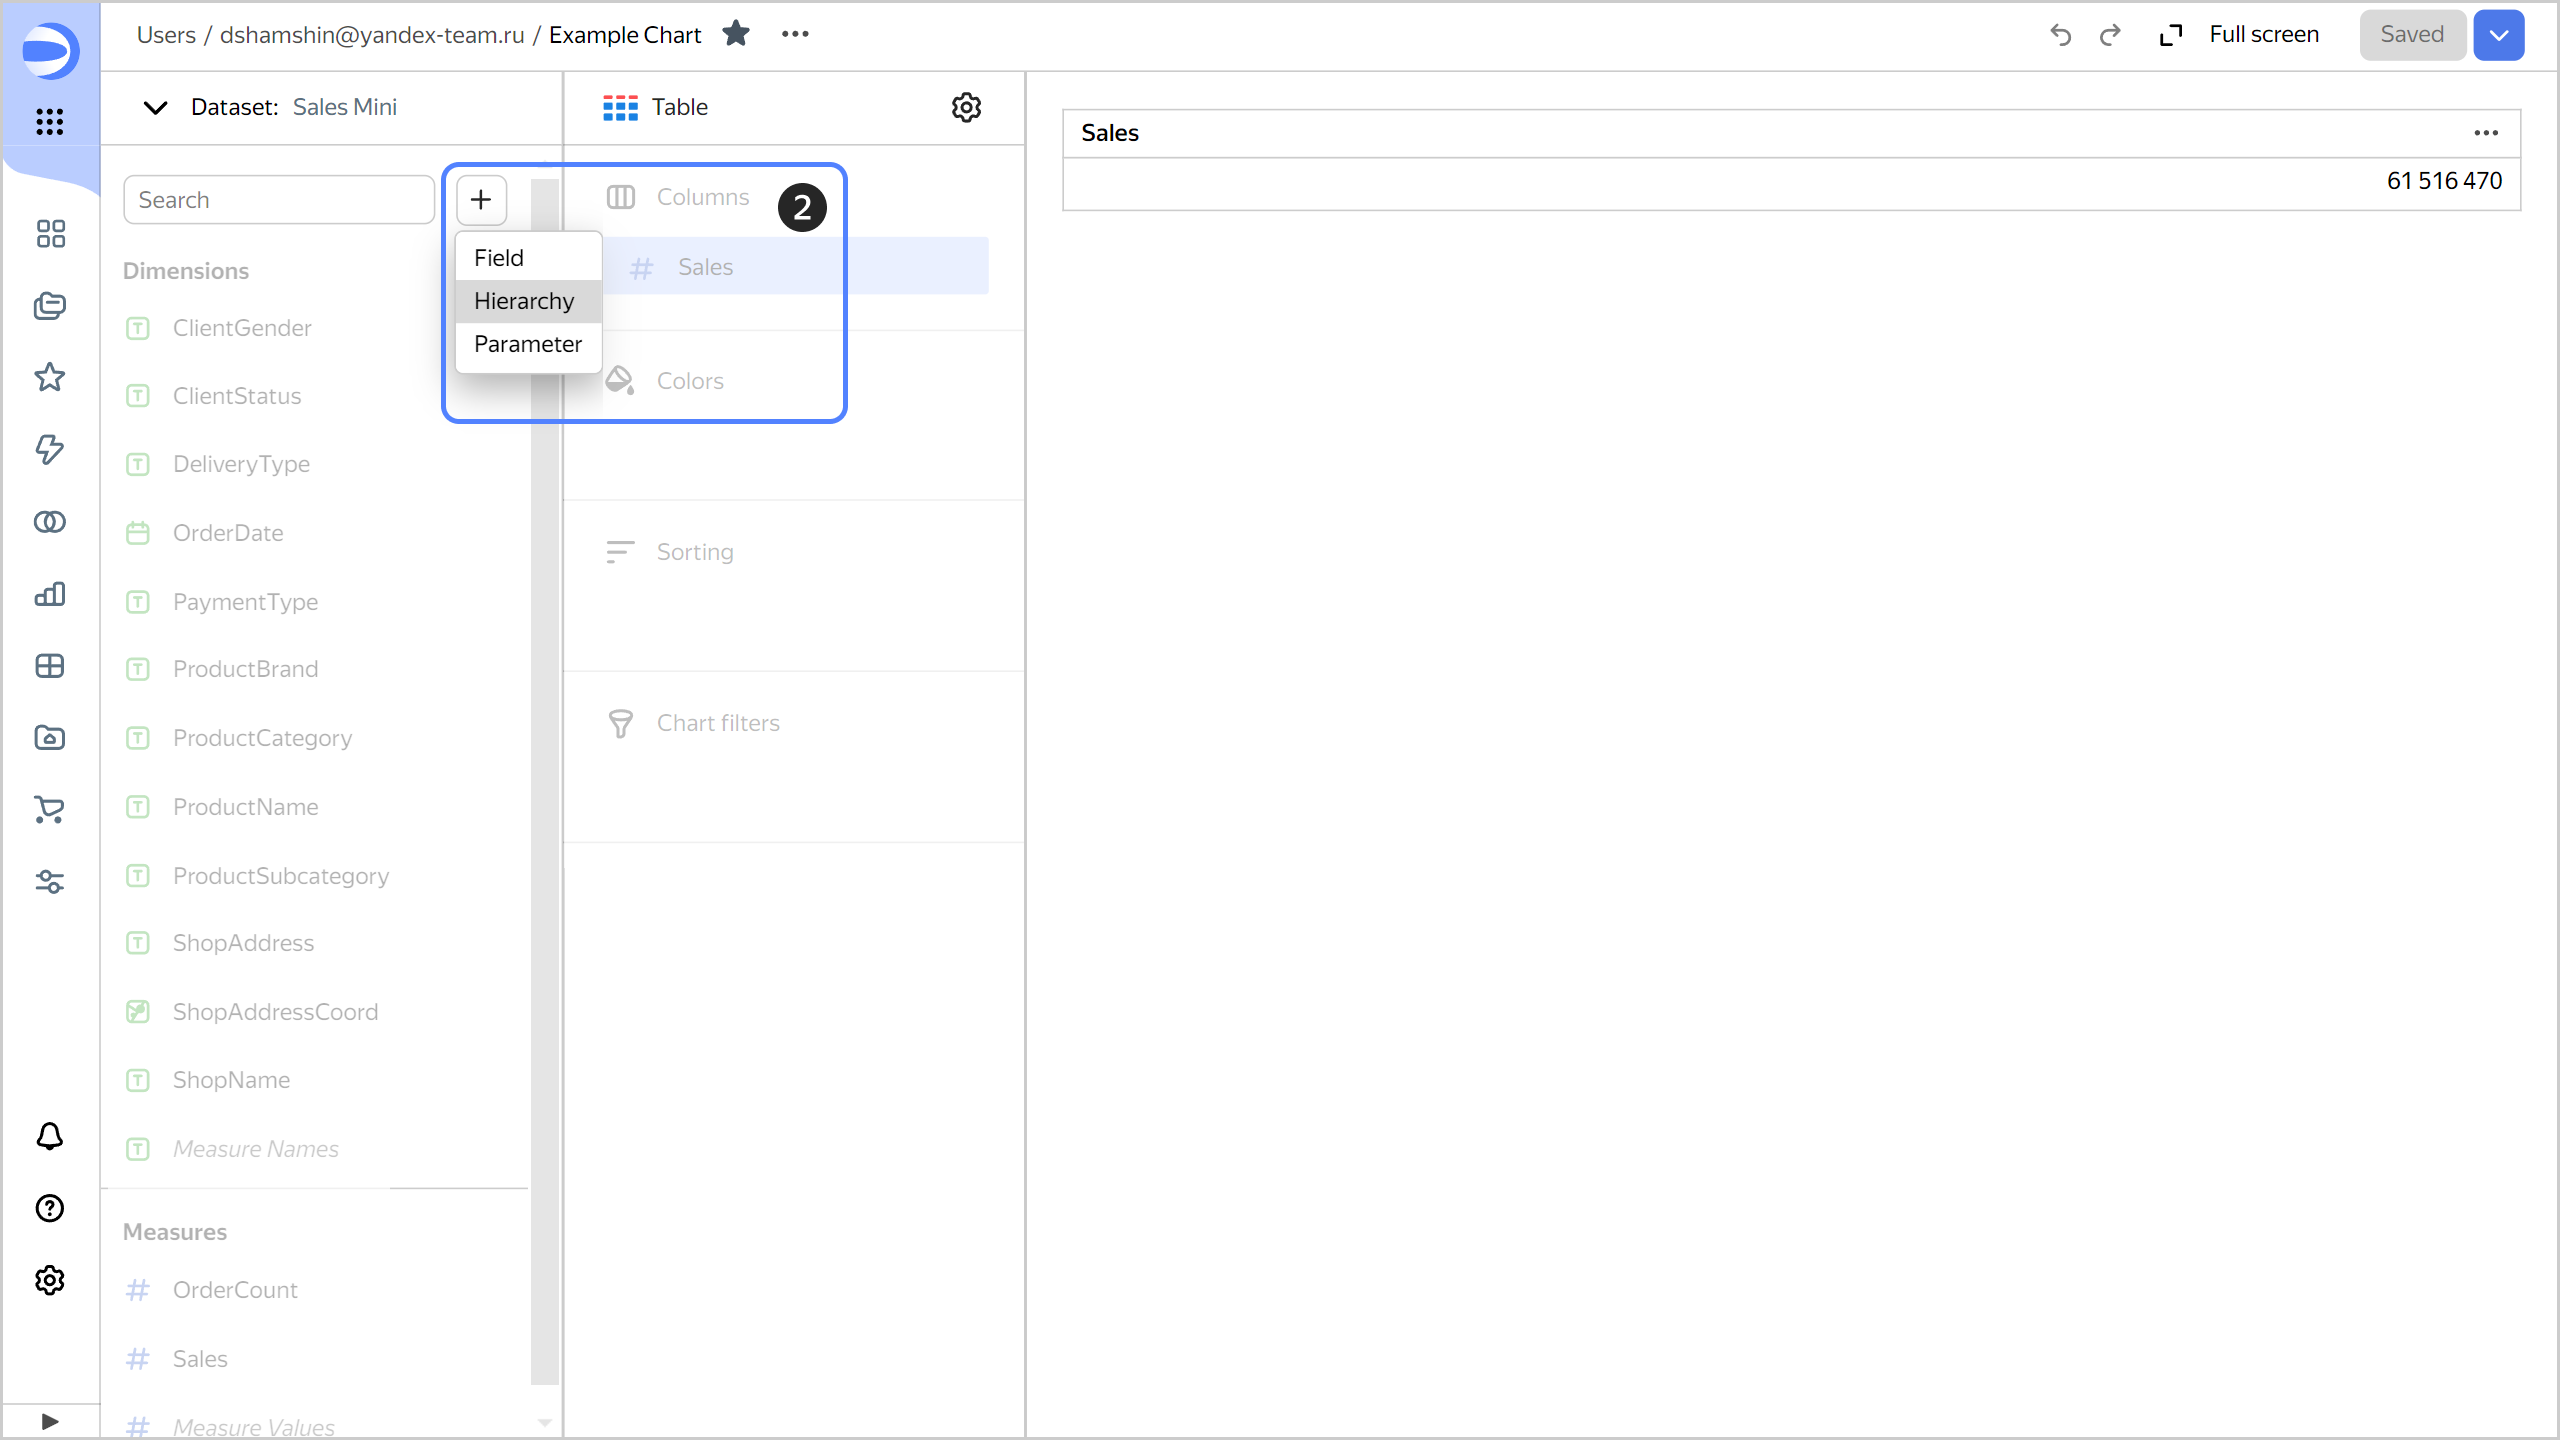 Users / dshamshin@yandex-team.ru / Example Chart
Full screen
Saved
Dataset: Sales Mini
Table
Search
+
Field
Hierarchy
Parameter
Dimensions
ClientGender
ClientStatus
DeliveryType
OrderDate
PaymentType
ProductBrand
ProductCategory
ProductName
ProductSubcategory
ShopAddress
ShopAddressCoord
ShopName
Measure Names
Measures
OrderCount
Sales
Measure Values
Columns
2
Sales
Colors
Sorting
Chart filters
Sales
61 516 470